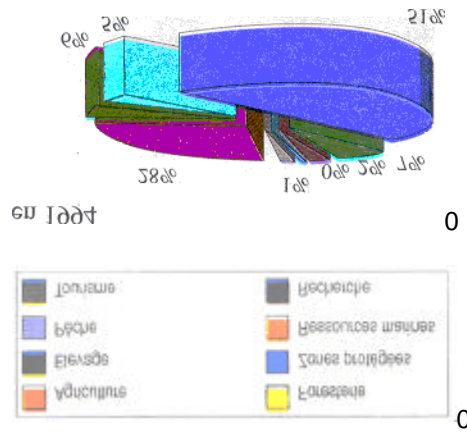 51%
5%
6%
28%
1%
0%
2%
7%
en 1994
0
Tourisme
Recherche
Pêche
Ressources marines
Elevage
Zones protégées
Agriculture
Foresterie
0